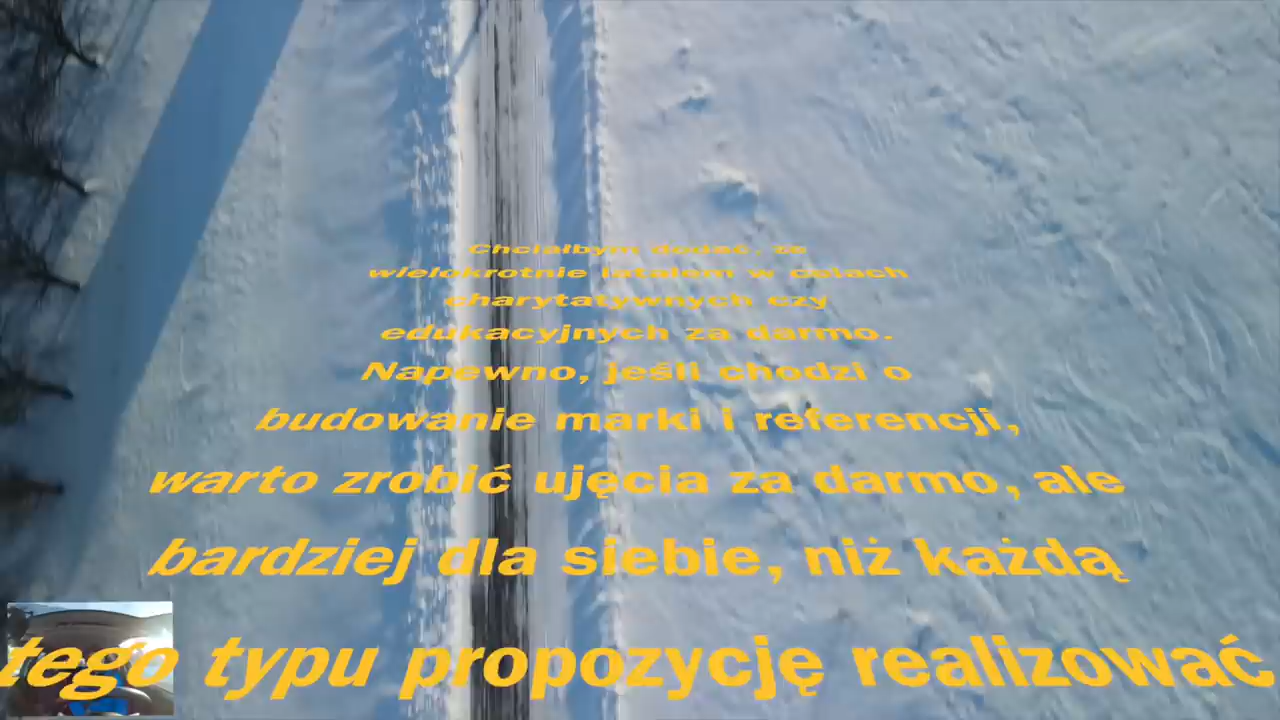 Chciałbym dodać, że
wielokrotnie latałem w celach
charytatywnych czy
edukacyjnych za darmo.
Napewno, jeśli chodzi o
budowanie marki i referencji,
warto zrobić ujęcia za darmo, ale
bardziej dla siebie, niż każdą
tego typu propozycję realizować